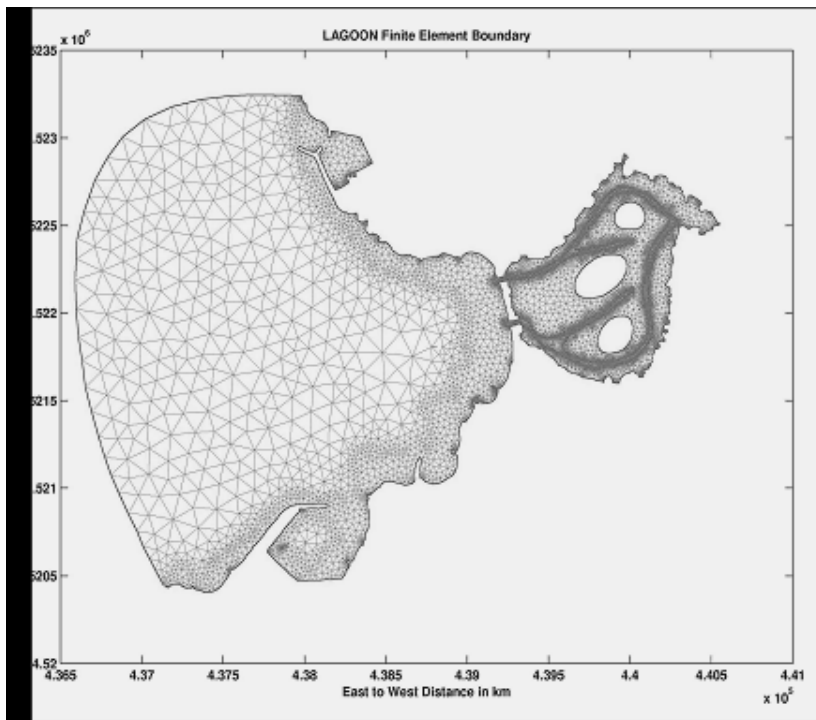 x 10⁶
LAGOON Finite Element Boundary
5235
.523
5225
.522
5215
.521
5205
4.52
4.365 4.37 4.375 4.38 4.385 4.39 4.395 4.4 4.405 4.41
East to West Distance in km
x 10⁵